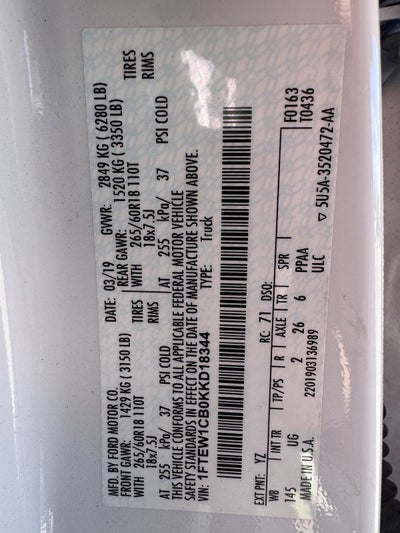 MFD. BY FORD MOTOR CO.
DATE: 03/19 GVWR: 2849 KG ( 6280 LB)
FRONT GAWR: 1429 KG ( 3150 LB) REAR GAWR: 1520 KG ( 3350 LB)
WITH 265/60R18 110T TIRES WITH 265/60R18 110T TIRES
18x7.5J RIMS 18x7.5J RIMS
AT 255 kPa/ 37 PSI COLD AT 255 kPa/ 37 PSI COLD
THIS VEHICLE CONFORMS TO ALL APPLICABLE FEDERAL MOTOR VEHICLE
SAFETY STANDARDS IN EFFECT ON THE DATE OF MANUFACTURE SHOWN ABOVE.
VIN: 1FTEW1CB0KKD18344 TYPE: Truck
F0163
T0436
EXT PNT: YZ RC: 71 DSO:
WB INT TR TP/PS R AXLE TR SPR
145 UG 2 26 6 PPAA
ULC
MADE IN U.S.A. 2201903136989
▽ 5U5A-3520472-AA